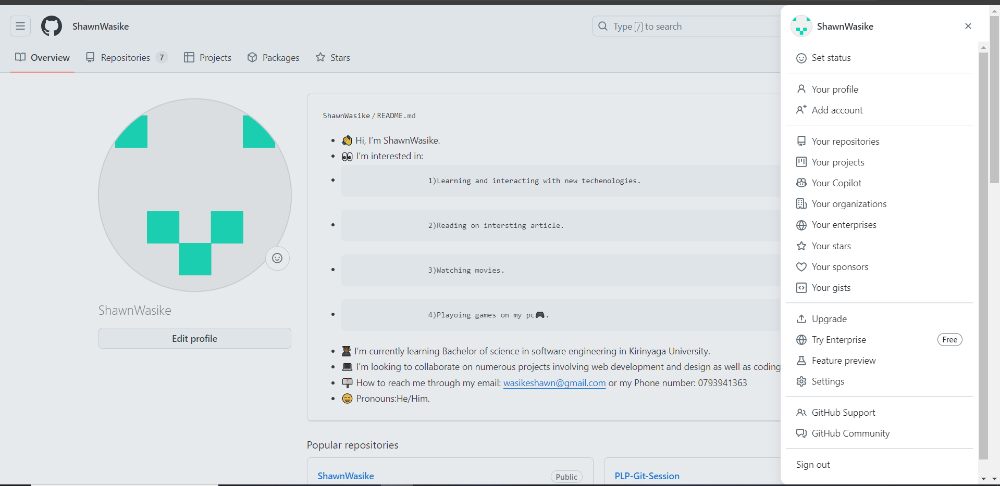 ShawnWasike
Type / to search
Overview
Repositories 7
Projects
Packages
Stars
ShawnWasike
Edit profile
ShawnWasike / README.md
👋 Hi, I'm ShawnWasike.
👀 I'm interested in:
1)Learning and interacting with new techenologies.
2)Reading on intersting article.
3)Watching movies.
4)Playoing games on my pc🎮.
👨🏿‍🎓 I'm currently learning Bachelor of science in software engineering in Kirinyaga University.
💻 I'm looking to collaborate on numerous projects involving web development and design as well as coding
📫 How to reach me through my email: wasikeshawn@gmail.com or my Phone number: 0793941363
😄 Pronouns:He/Him.
Popular repositories
ShawnWasike
Public
PLP-Git-Session
ShawnWasike
Set status
Your profile
Add account
Your repositories
Your projects
Your Copilot
Your organizations
Your enterprises
Your stars
Your sponsors
Your gists
Upgrade
Try Enterprise Free
Feature preview
Settings
GitHub Support
GitHub Community
Sign out